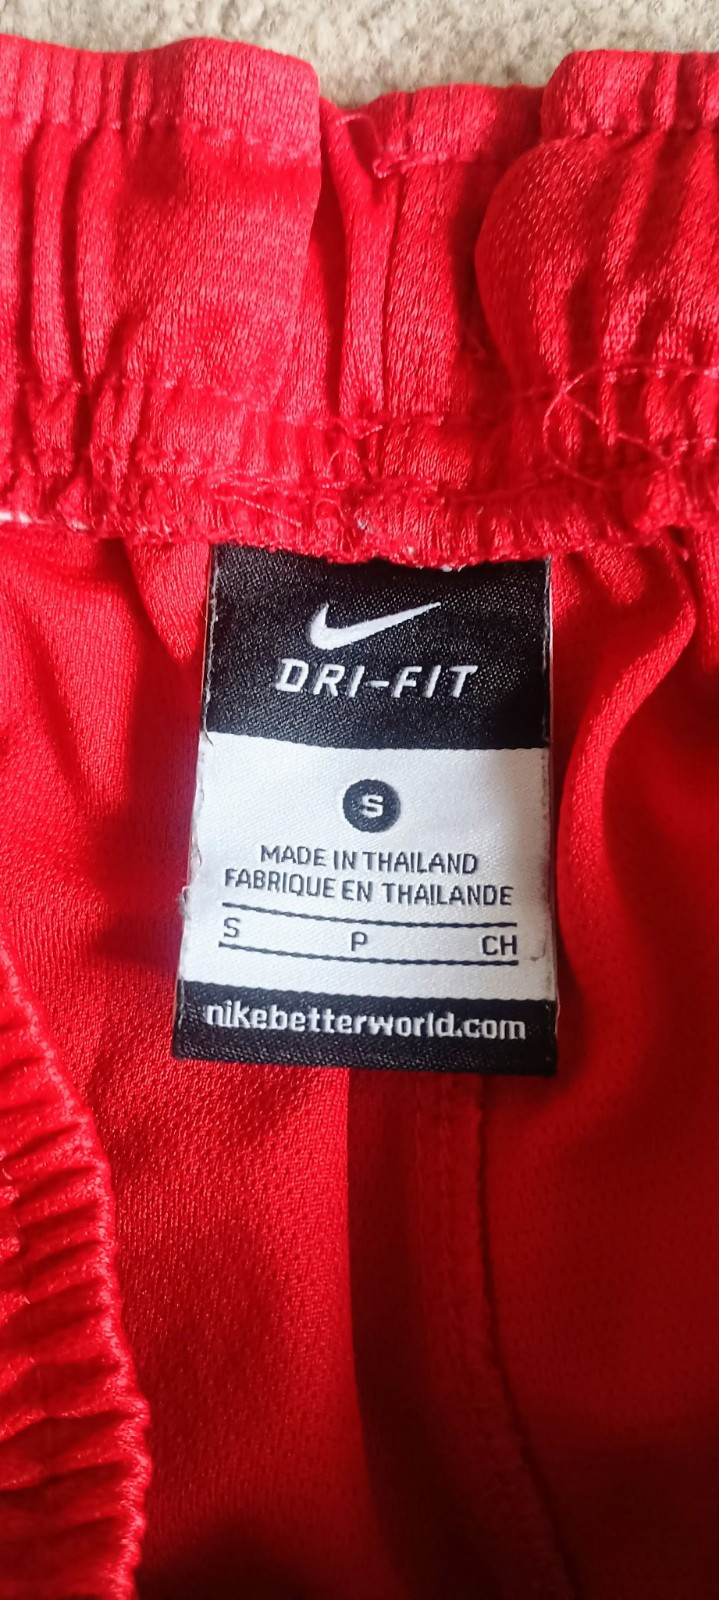 DRI-FIT
S
MADE IN THAILAND
FABRIQUE EN THAILANDE
S P CH
nikebetterworld.com